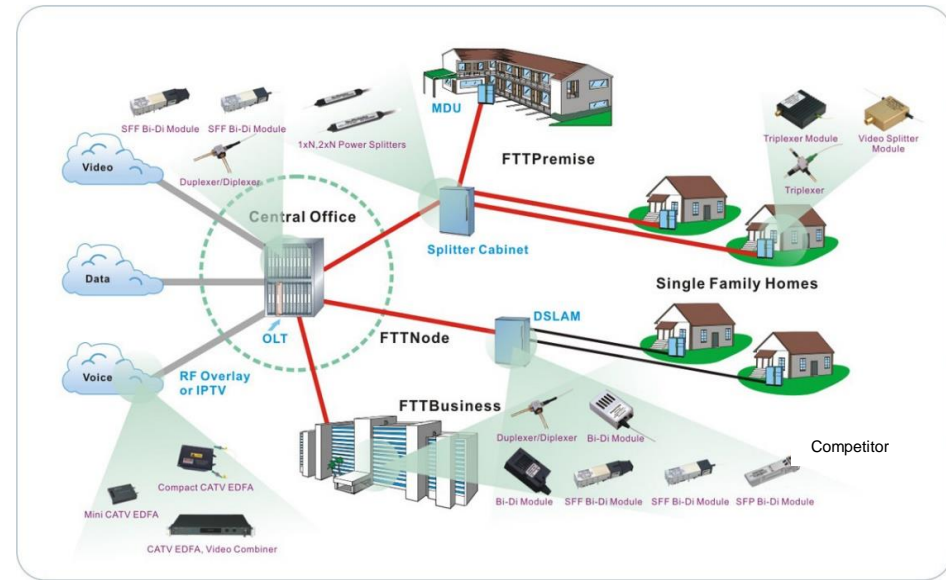 MDU
SFF Bi-Di Module
SFF Bi-Di Module
1xN,2xN Power Splitters
Duplexer/Diplexer
Video
FTTPremise
Triplexer Module
Video Splitter
Module
Triplexer
Central Office
Splitter Cabinet
Data
Single Family Homes
OLT
FTTNode
DSLAM
Voice
RF Overlay
or IPTV
FTTBusiness
Duplexer/Diplexer
Bi-Di Module
Competitor
Compact CATV EDFA
Mini CATV EDFA
CATV EDFA, Video Combiner
Bi-Di Module
SFF Bi-Di Module
SFF Bi-Di Module
SFP Bi-Di Module